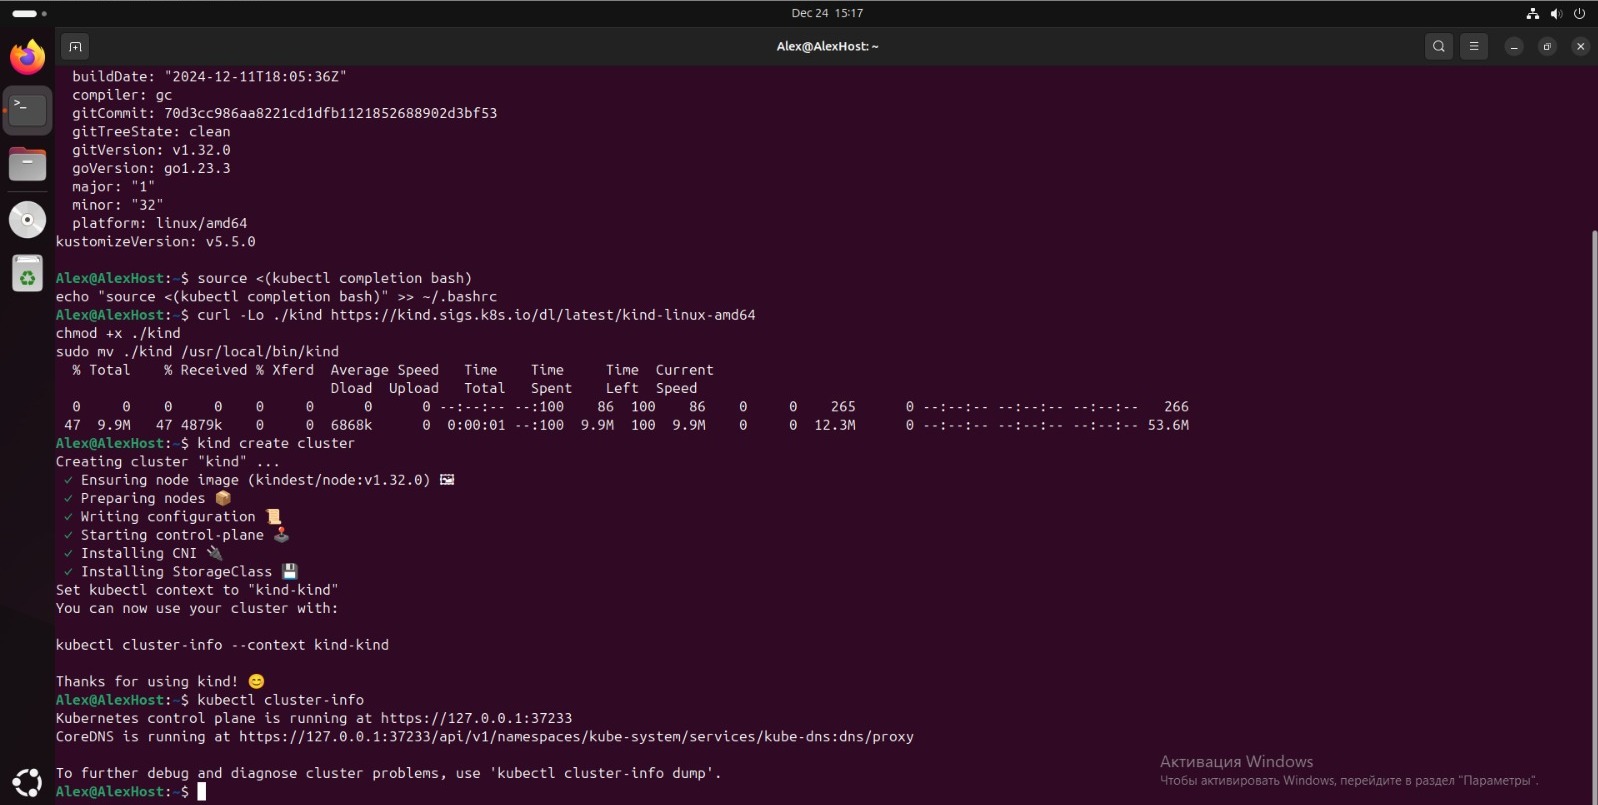 Dec 24 15:17
Alex@AlexHost: ~
buildDate: "2024-12-11T18:05:36Z"
compiler: gc
gitCommit: 70d3cc986aa8221cd1dfb1121852688902d3bf53
gitTreeState: clean
gitVersion: v1.32.0
goVersion: go1.23.3
major: "1"
minor: "32"
platform: linux/amd64
kustomizeVersion: v5.5.0
Alex@AlexHost:~$ source <(kubectl completion bash)
echo "source <(kubectl completion bash)" >> ~/.bashrc
Alex@AlexHost:~$ curl -Lo ./kind https://kind.sigs.k8s.io/dl/latest/kind-linux-amd64
chmod +x ./kind
sudo mv ./kind /usr/local/bin/kind
% Total % Received % Xferd Average Speed Time Time Time Current
Dload Upload Total Spent Left Speed
0 0 0 0 0 0 0 0 --:--:-- --:100 86 100 86 0 0 265 0 --:--:-- --:--:-- --:--:-- 266
47 9.9M 47 4879k 0 0 6868k 0 0:00:01 --:100 9.9M 100 9.9M 0 0 12.3M 0 --:--:-- --:--:-- --:--:-- 53.6M
Alex@AlexHost:~$ kind create cluster
Creating cluster "kind" ...
✓ Ensuring node image (kindest/node:v1.32.0) 🖼
✓ Preparing nodes 📦
✓ Writing configuration 📜
✓ Starting control-plane 🕹️
✓ Installing CNI 🔌
✓ Installing StorageClass 💾
Set kubectl context to "kind-kind"
You can now use your cluster with:
kubectl cluster-info --context kind-kind
Thanks for using kind! 😊
Alex@AlexHost:~$ kubectl cluster-info
Kubernetes control plane is running at https://127.0.0.1:37233
CoreDNS is running at https://127.0.0.1:37233/api/v1/namespaces/kube-system/services/kube-dns:dns/proxy
To further debug and diagnose cluster problems, use 'kubectl cluster-info dump'.
Alex@AlexHost:~$
Активация Windows
Чтобы активировать Windows, перейдите в раздел "Параметры".